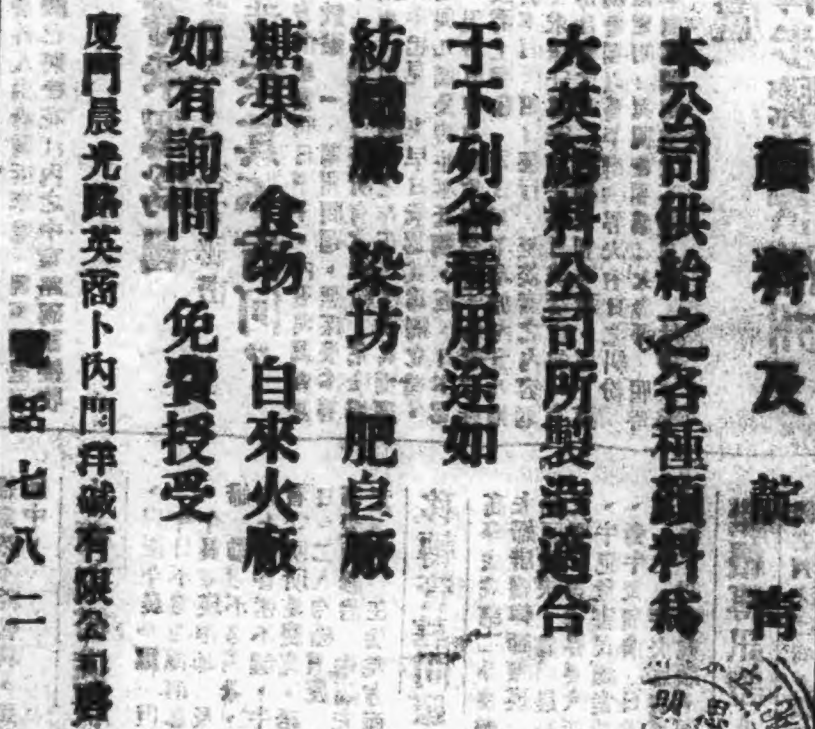 顏料及靛青
本公司供給之各種顏料爲
大英顏料公司所製造適合
于下列各種用途如
紡織廠 染坊 肥皂廠
糖果 食物 自來火廠
如有詢問 免費授受
廈門晨光路英商卜內門洋碱有限公司啓
電話七八二